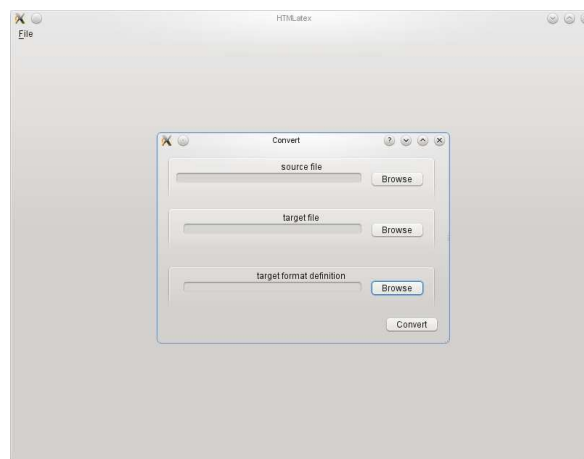 HTMLatex
File
Convert
source file
Browse
target file
Browse
target format definition
Browse
Convert